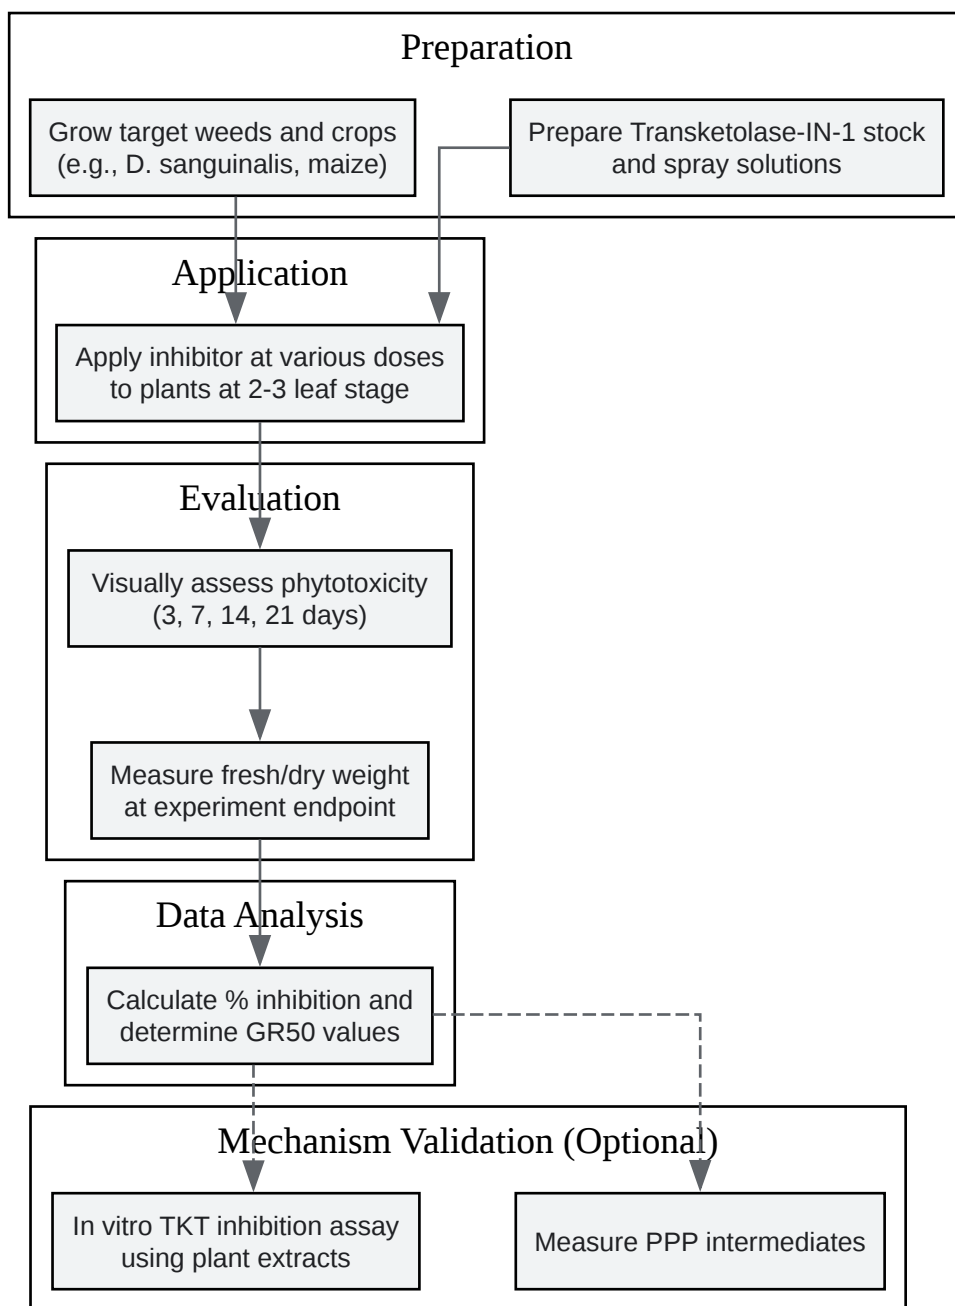 Preparation
Grow target weeds and crops
(e.g., D. sanguinalis, maize)
Prepare Transketolase-IN-1 stock
and spray solutions
Application
Apply inhibitor at various doses
to plants at 2-3 leaf stage
Evaluation
Visually assess phytotoxicity
(3, 7, 14, 21 days)
Measure fresh/dry weight
at experiment endpoint
Data Analysis
Calculate % inhibition and
determine GR50 values
Mechanism Validation (Optional)
In vitro TKT inhibition assay
using plant extracts
Measure PPP intermediates